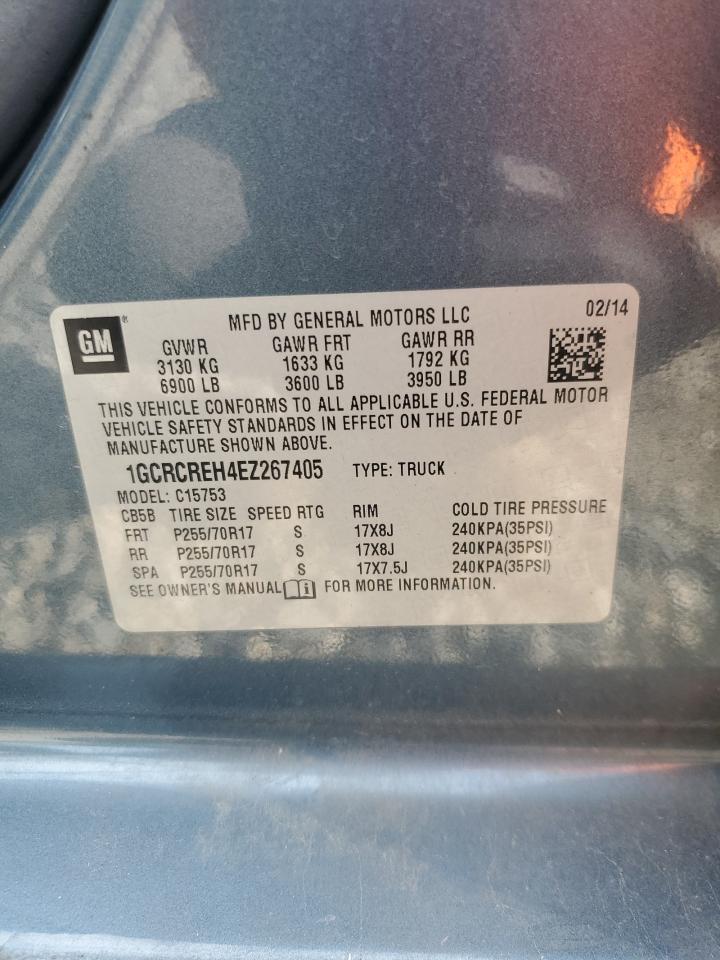 GM®
MFD BY GENERAL MOTORS LLC 02/14
GVWR GAWR FRT GAWR RR
3130 KG 1633 KG 1792 KG
6900 LB 3600 LB 3950 LB
THIS VEHICLE CONFORMS TO ALL APPLICABLE U.S. FEDERAL MOTOR
VEHICLE SAFETY STANDARDS IN EFFECT ON THE DATE OF
MANUFACTURE SHOWN ABOVE.
1GCRCREH4EZ267405 TYPE: TRUCK
MODEL: C15753
CB5B TIRE SIZE SPEED RTG RIM COLD TIRE PRESSURE
FRT P255/70R17 S 17X8J 240KPA(35PSI)
RR P255/70R17 S 17X8J 240KPA(35PSI)
SPA P255/70R17 S 17X7.5J 240KPA(35PSI)
SEE OWNER'S MANUAL FOR MORE INFORMATION.